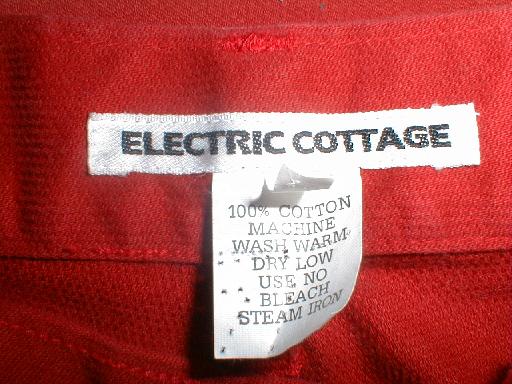 ELECTRIC COTTAGE
100% COTTON
MACHINE
WASH WARM
DRY LOW
USE NO
BLEACH
STEAM IRON